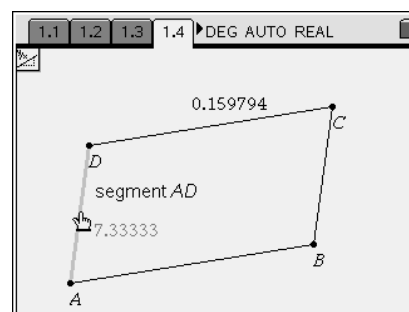 1.1 1.2 1.3 1.4 DEG AUTO REAL
0.159794
C
D
segment AD
7.33333
B
A